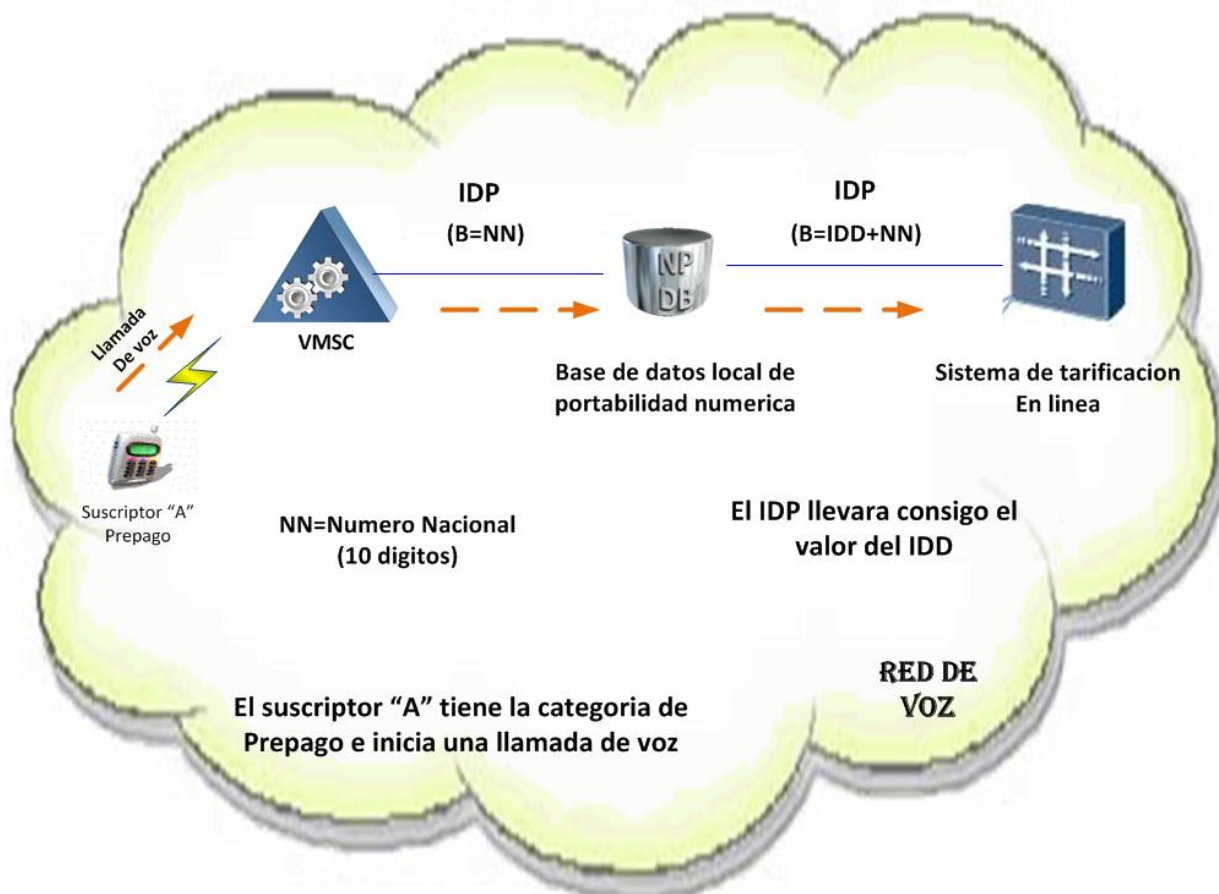 IDP
(B=NN)
IDP
(B=IDD+NN)
NP
DB
Llamada
De voz
VMSC
Base de datos local de
portabilidad numerica
Sistema de tarificacion
En linea
Suscriptor “A”
Prepago
NN=Numero Nacional
(10 digitos)
El IDP llevara consigo el
valor del IDD
RED DE
VOZ
El suscriptor “A” tiene la categoria de
Prepago e inicia una llamada de voz